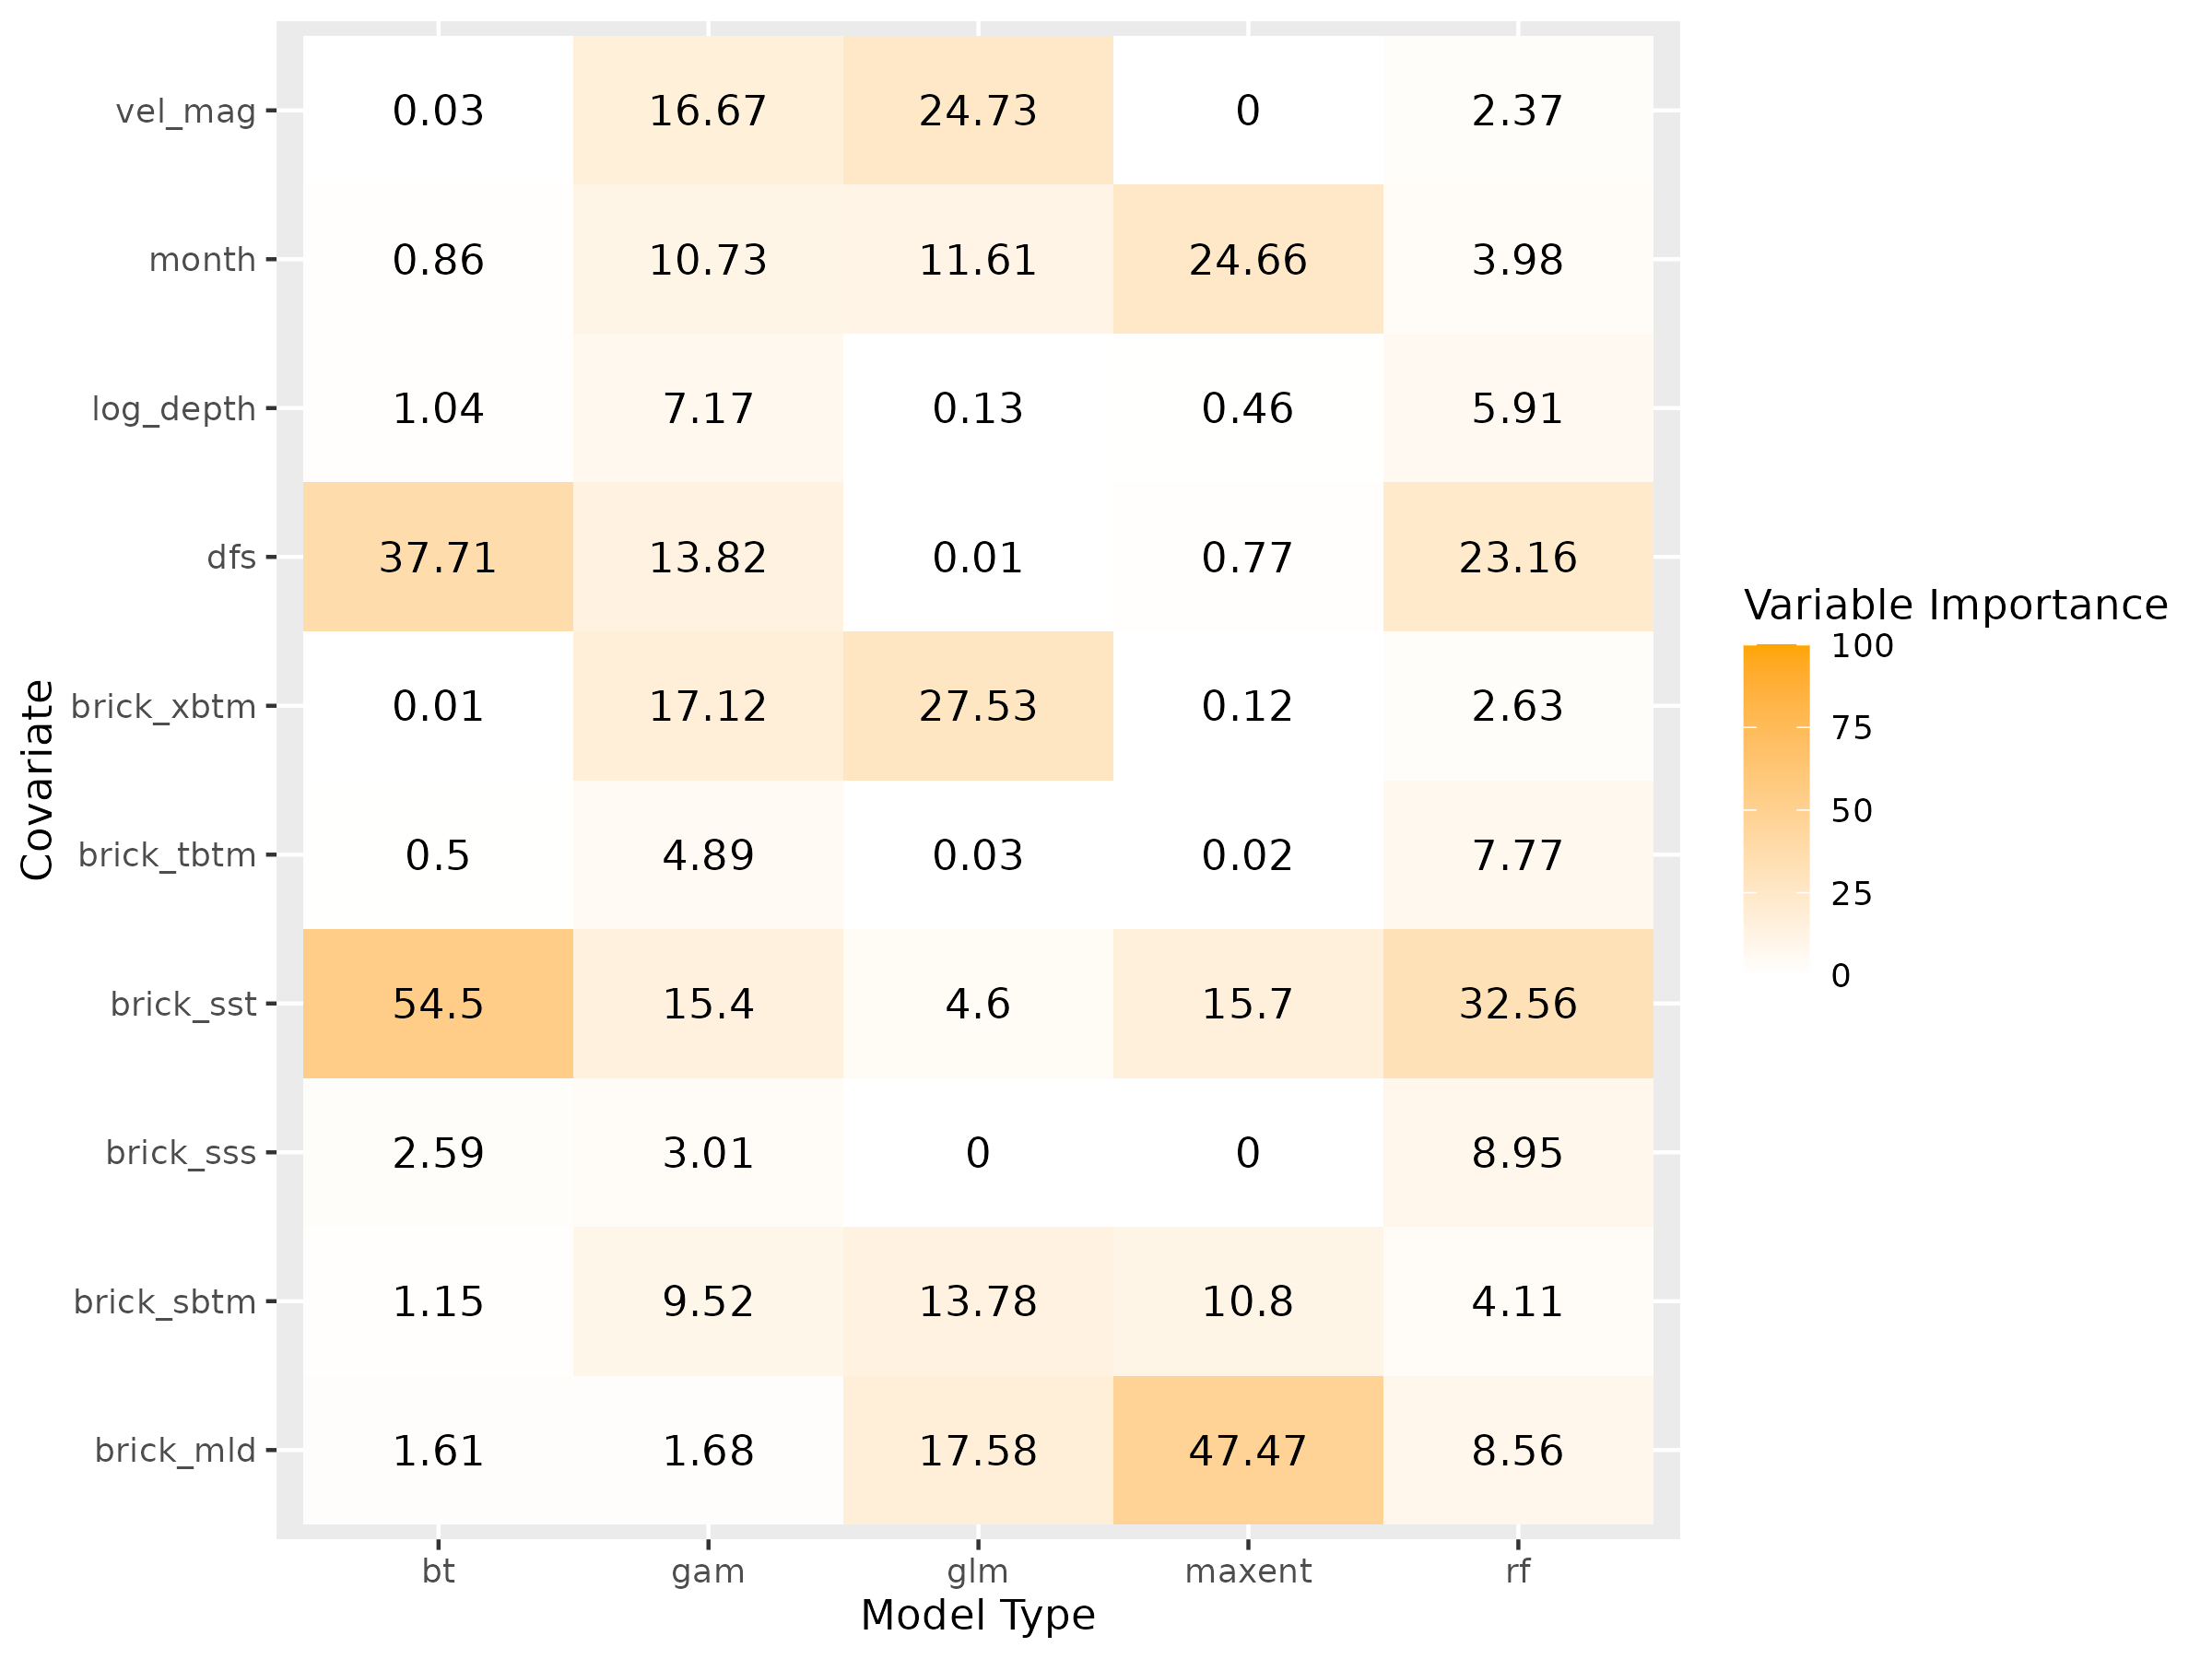 vel_mag 0.03 16.67 24.73 0 2.37
month 0.86 10.73 11.61 24.66 3.98
log_depth 1.04 7.17 0.13 0.46 5.91
dfs 37.71 13.82 0.01 0.77 23.16
brick_xbtm 0.01 17.12 27.53 0.12 2.63
brick_tbtm 0.5 4.89 0.03 0.02 7.77
brick_sst 54.5 15.4 4.6 15.7 32.56
brick_sss 2.59 3.01 0 0 8.95
brick_sbtm 1.15 9.52 13.78 10.8 4.11
brick_mld 1.61 1.68 17.58 47.47 8.56
bt gam glm maxent rf
Model Type
Covariate
Variable Importance
100
75
50
25
0